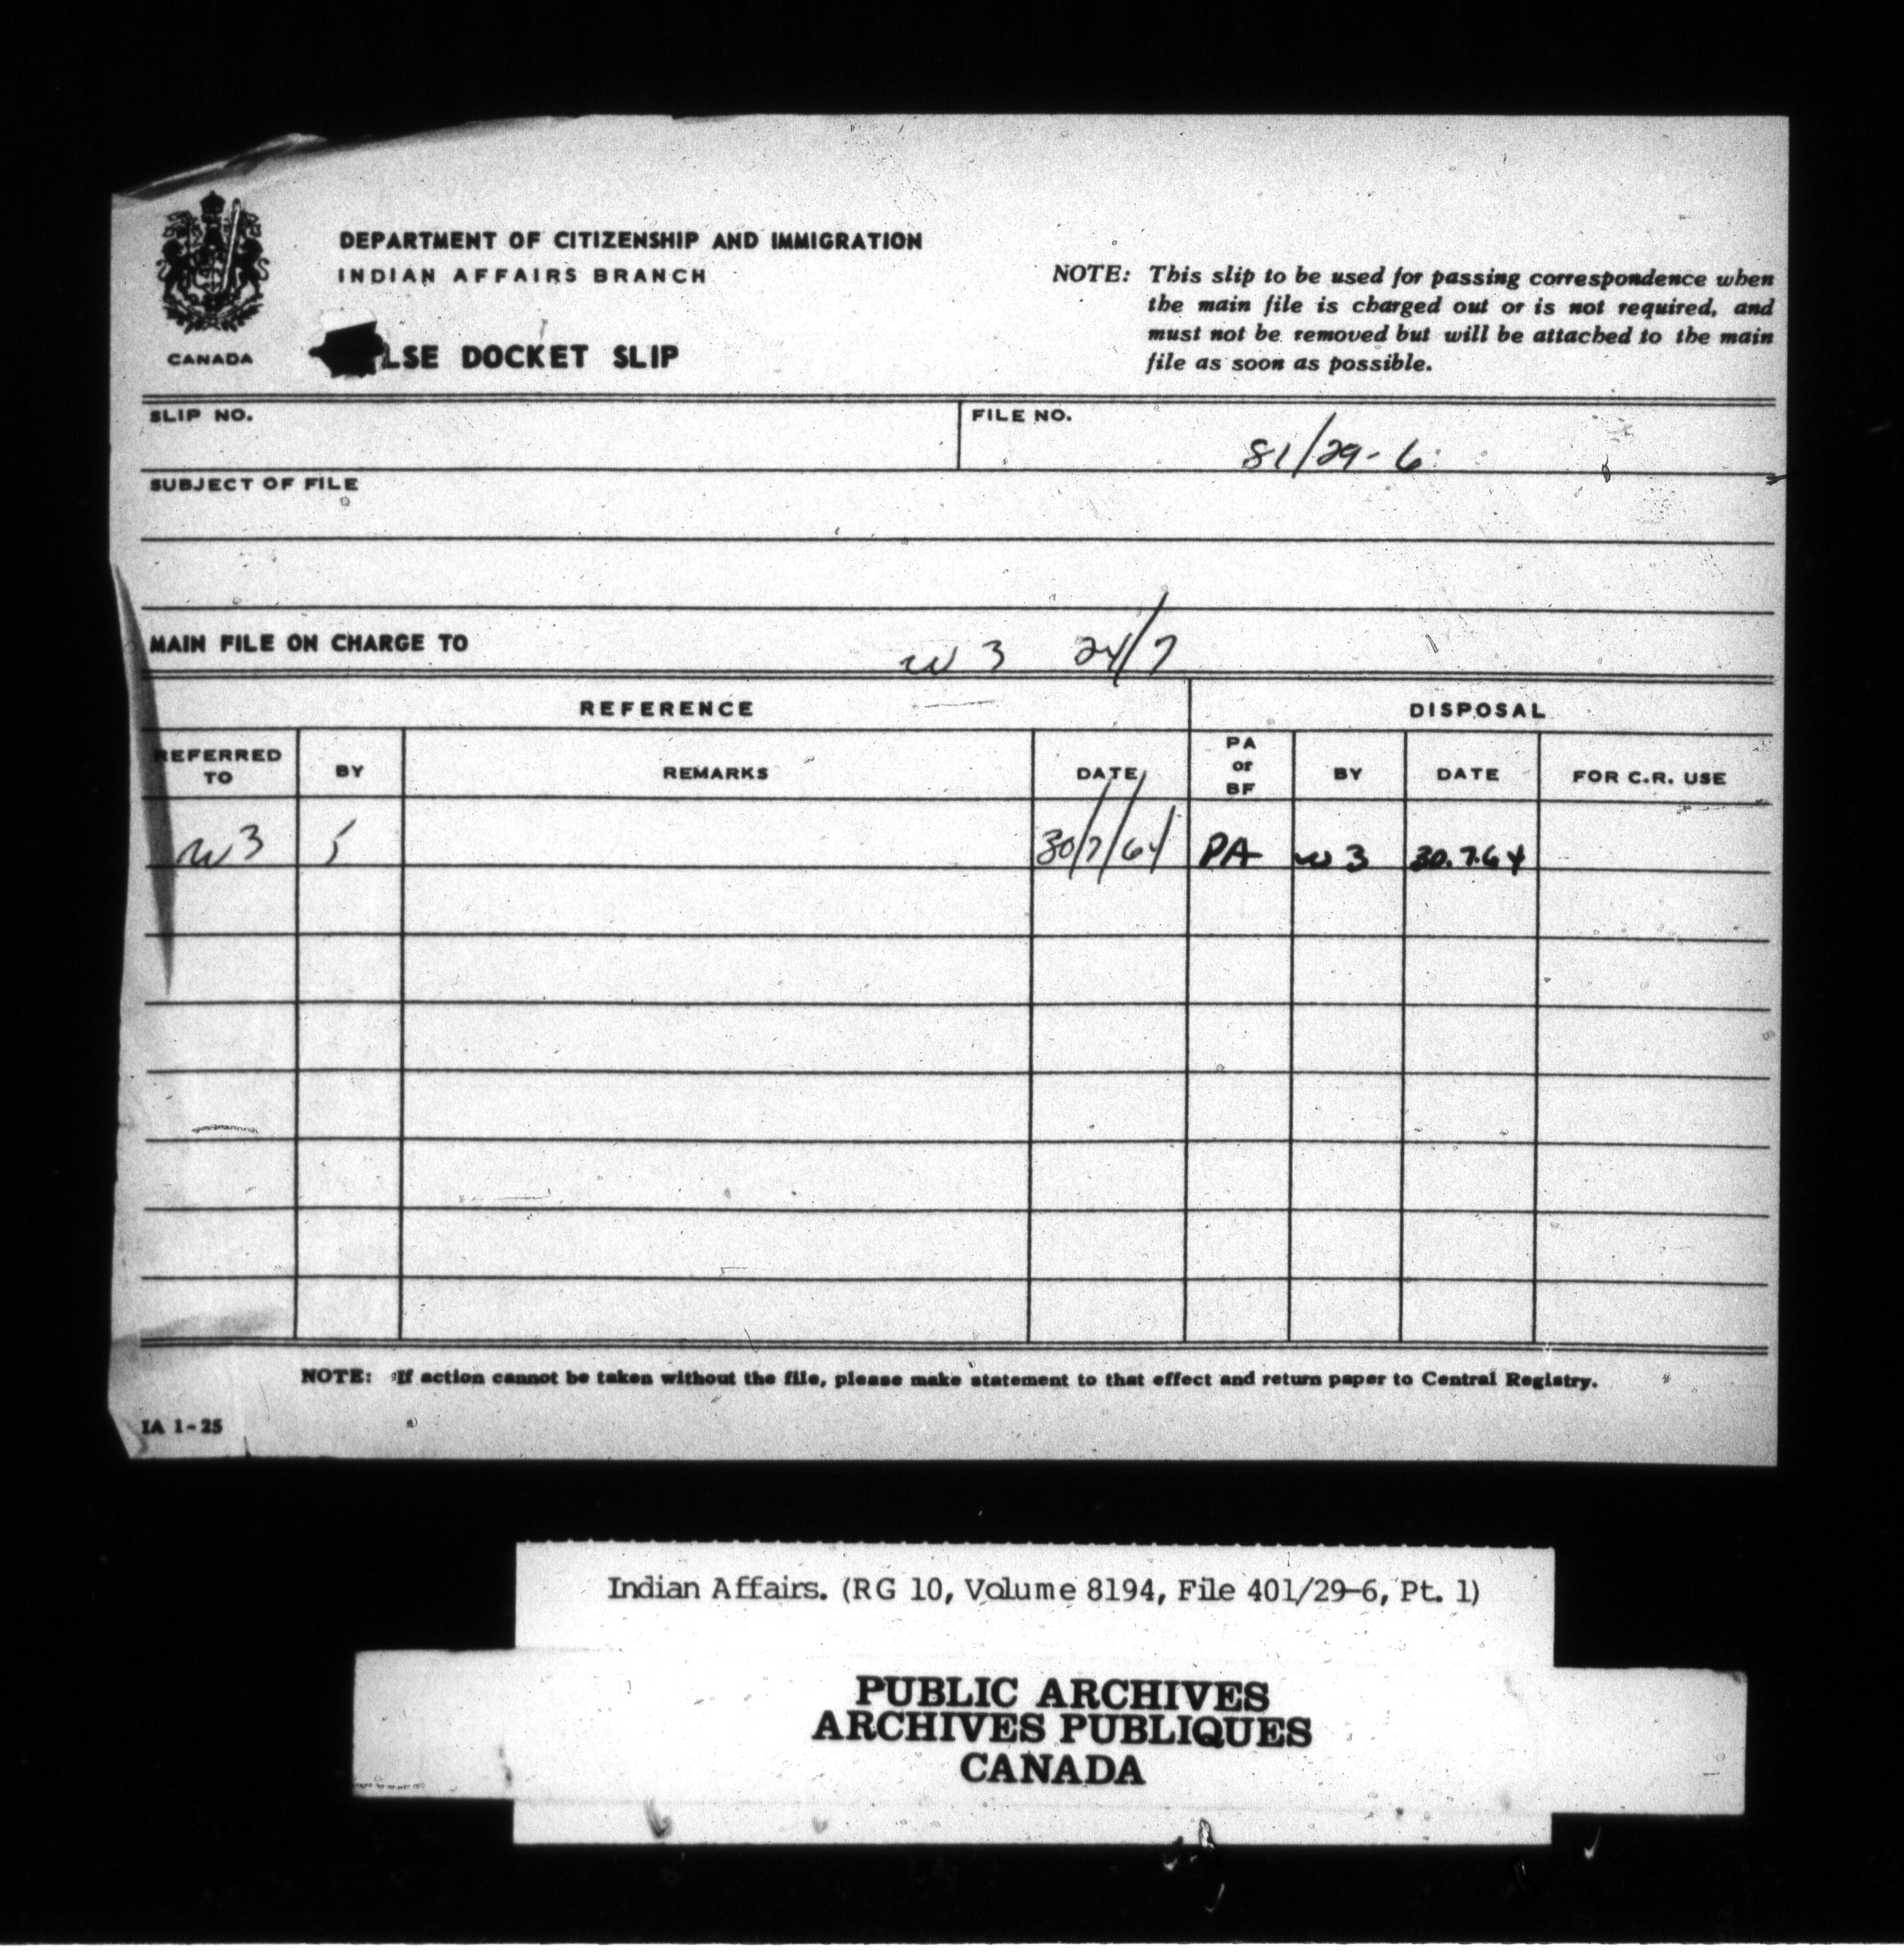 DEPARTMENT OF CITIZENSHIP AND IMMIGRATION
INDIAN AFFAIRS BRANCH
CANADA
LSE DOCKET SLIP
NOTE: This slip to be used for passing correspondence when
the main file is charged out or is not required, and
must not be removed but will be attached to the main
file as soon as possible.
SLIP NO.
FILE NO.
81/29-6
SUBJECT OF FILE
MAIN FILE ON CHARGE TO W3 24/7
REFERENCE DISPOSAL
REFERRED TO BY REMARKS DATE PA or BF BY DATE FOR C.R. USE
W3 30/7/64 PA W3 30.7.64
NOTE: If action cannot be taken without the file, please make statement to that effect and return paper to Central Registry.
IA 1-25
Indian Affairs. (RG 10, Volume 8194, File 401/29-6, Pt. 1)
PUBLIC ARCHIVES
ARCHIVES PUBLIQUES
CANADA